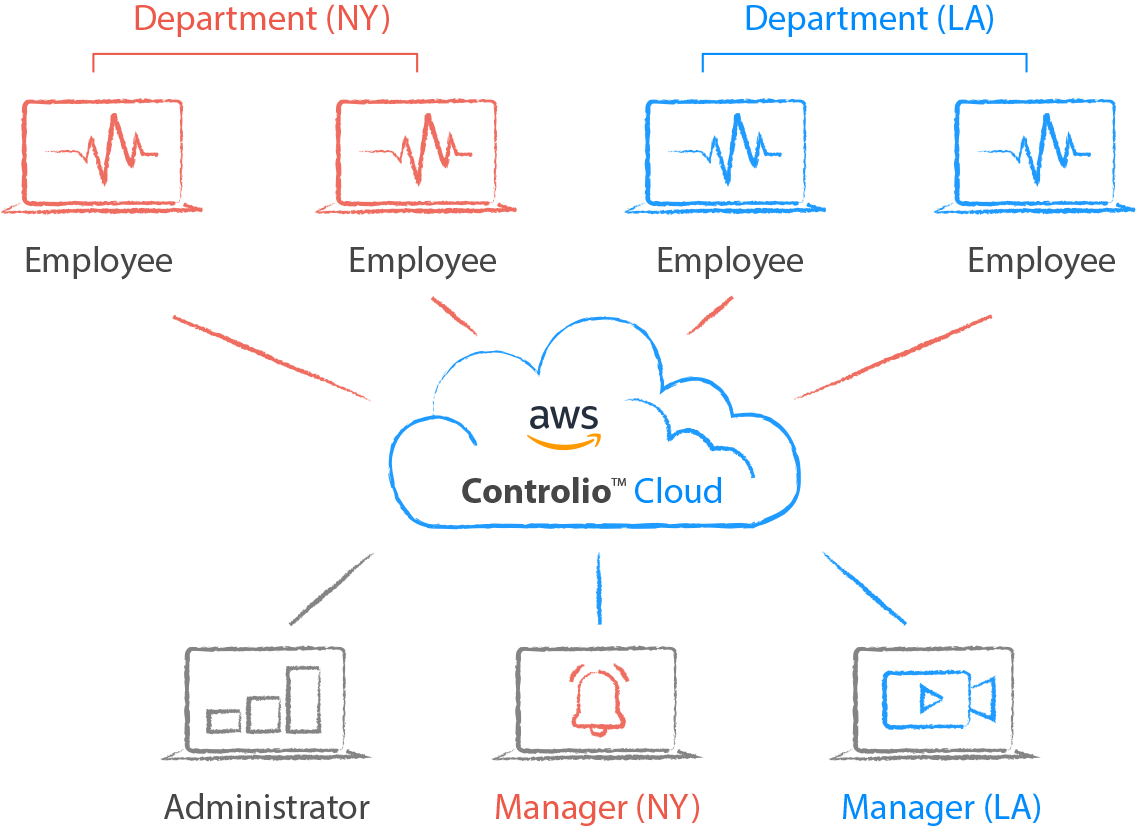 Department (NY)
Department (LA)
Employee
Employee
Employee
Employee
aws
Controlio™ Cloud
Administrator
Manager (NY)
Manager (LA)